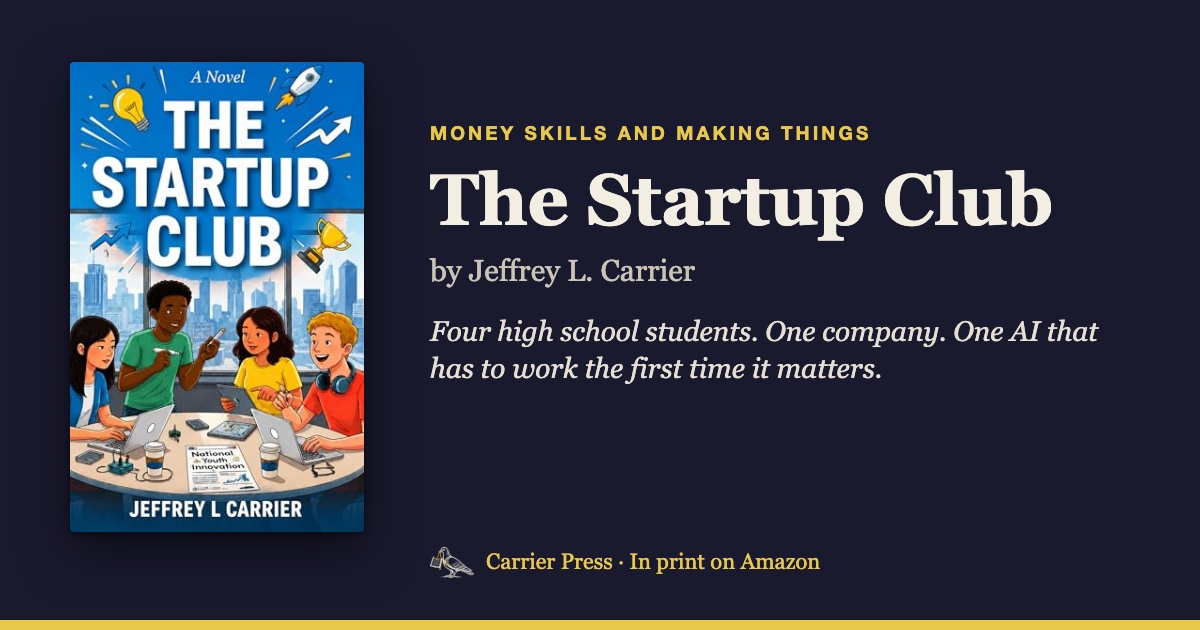 A Novel
THE
STARTUP
CLUB
National
Youth
Innovation
JEFFREY L CARRIER
MONEY SKILLS AND MAKING THINGS
The Startup Club
by Jeffrey L. Carrier
Four high school students. One company. One AI that
has to work the first time it matters.
Carrier Press · In print on Amazon